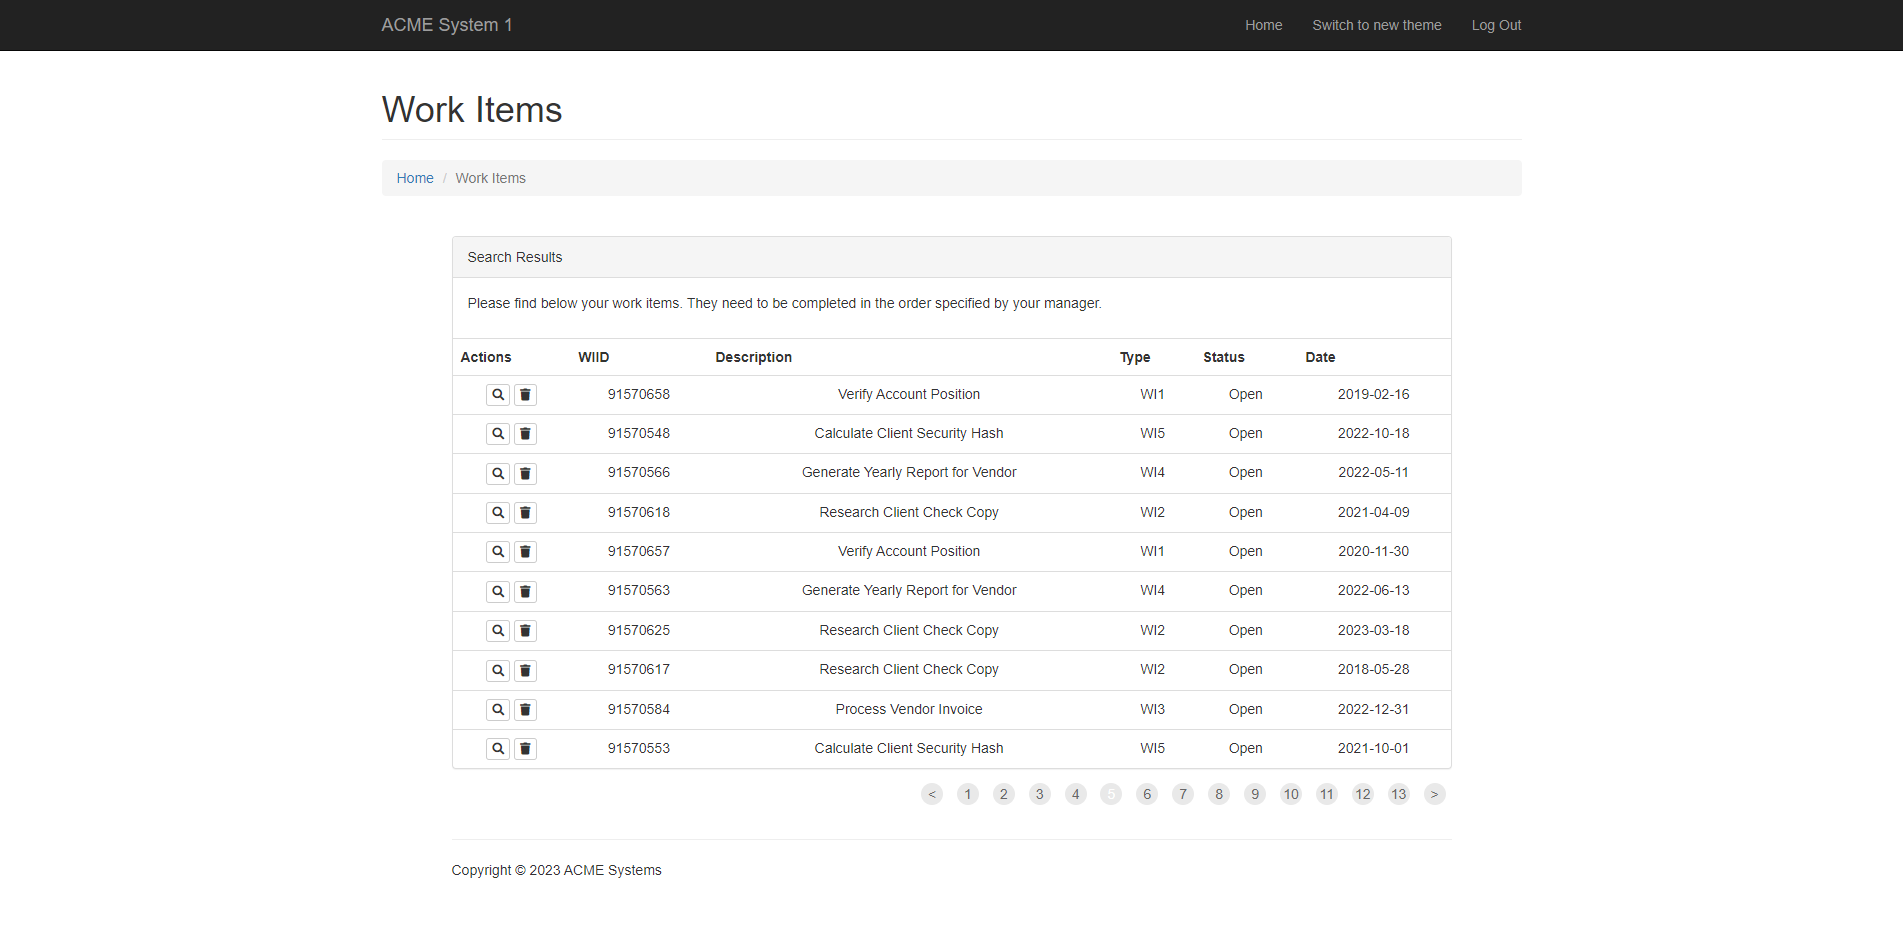 ACME System 1 Home Switch to new theme Log Out
Work Items
Home / Work Items
Search Results
Please find below your work items. They need to be completed in the order specified by your manager.
Actions WIID Description Type Status Date
91570658 Verify Account Position WI1 Open 2019-02-16
91570548 Calculate Client Security Hash WI5 Open 2022-10-18
91570566 Generate Yearly Report for Vendor WI4 Open 2022-05-11
91570618 Research Client Check Copy WI2 Open 2021-04-09
91570657 Verify Account Position WI1 Open 2020-11-30
91570563 Generate Yearly Report for Vendor WI4 Open 2022-06-13
91570625 Research Client Check Copy WI2 Open 2023-03-18
91570617 Research Client Check Copy WI2 Open 2018-05-28
91570584 Process Vendor Invoice WI3 Open 2022-12-31
91570553 Calculate Client Security Hash WI5 Open 2021-10-01
< 1 2 3 4 5 6 7 8 9 10 11 12 13 >
Copyright © 2023 ACME Systems